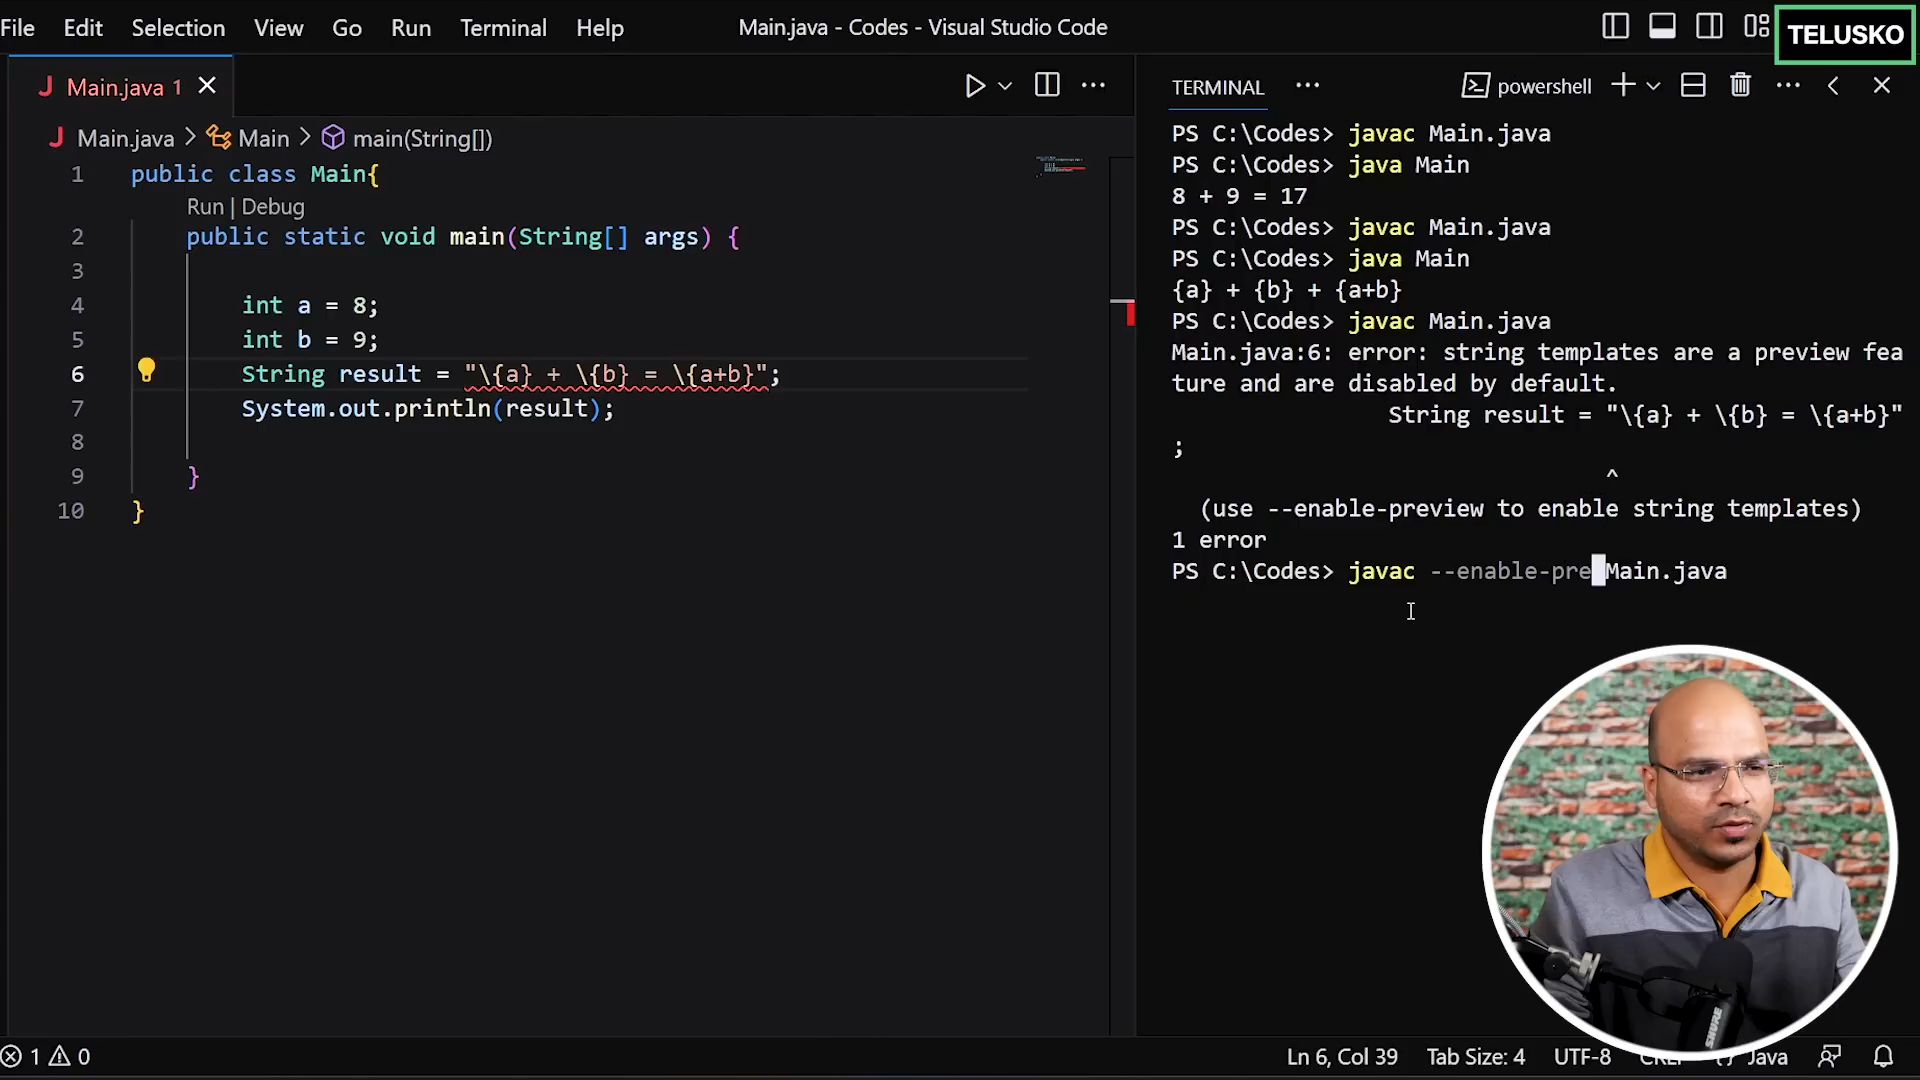 File Edit Selection View Go Run Terminal Help Main.java - Codes - Visual Studio Code TELUSKO
Main.java 1
Main.java > Main > main(String[])
1 public class Main{
Run | Debug
2 public static void main(String[] args) {
3
4 int a = 8;
5 int b = 9;
6 String result = "\{a} + \{b} = \{a+b}";
7 System.out.println(result);
8
9 }
10 }
TERMINAL ... powershell
PS C:\Codes> javac Main.java
PS C:\Codes> java Main
8 + 9 = 17
PS C:\Codes> javac Main.java
PS C:\Codes> java Main
{a} + {b} + {a+b}
PS C:\Codes> javac Main.java
Main.java:6: error: string templates are a preview fea
ture and are disabled by default.
String result = "\{a} + \{b} = \{a+b}"
;
^
(use --enable-preview to enable string templates)
1 error
PS C:\Codes> javac --enable-pre Main.java
SHURE
1 0 Ln 6, Col 39 Tab Size: 4 UTF-8 Java